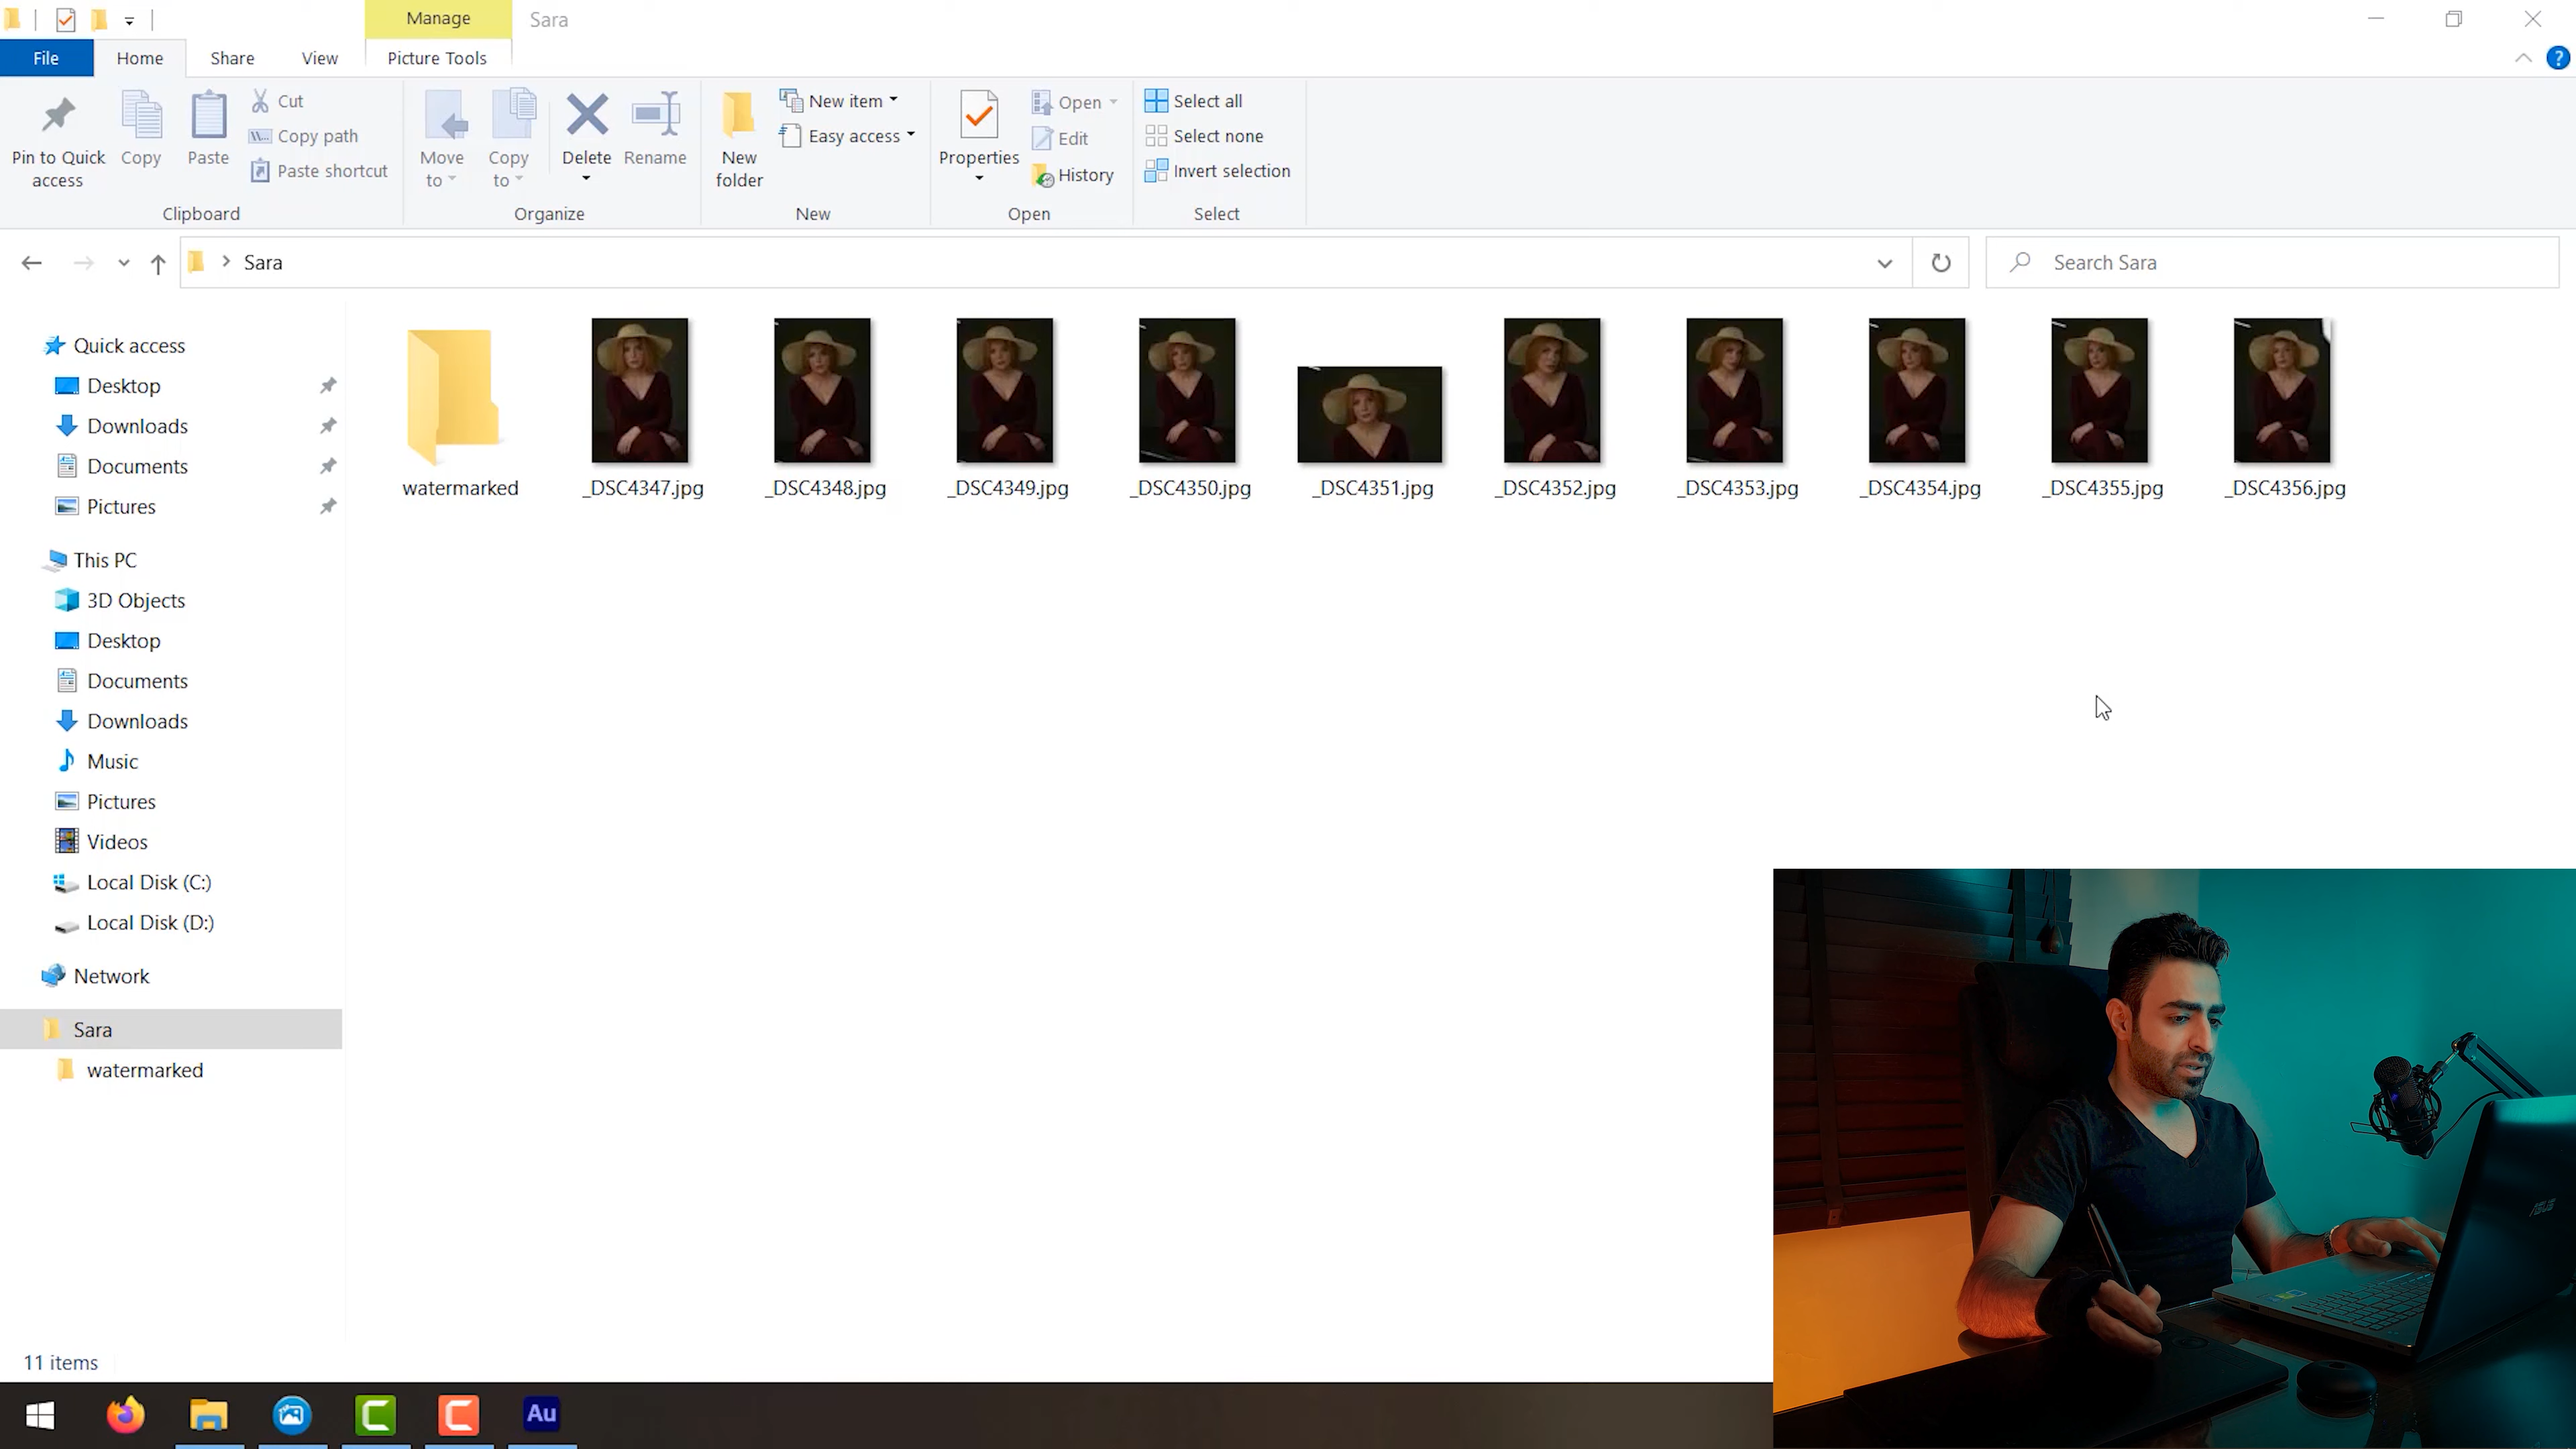 Manage
Sara
File
Home
Share
View
Picture Tools
Pin to Quick access
Copy
Paste
Cut
Copy path
Paste shortcut
Clipboard
Move to
Copy to
Delete
Rename
Organize
New folder
New item
Easy access
New
Properties
Open
Edit
History
Open
Select all
Select none
Invert selection
Select
Sara
Search Sara
Quick access
Desktop
Downloads
Documents
Pictures
This PC
3D Objects
Desktop
Documents
Downloads
Music
Pictures
Videos
Local Disk (C:)
Local Disk (D:)
Network
Sara
watermarked
watermarked
_DSC4347.jpg
_DSC4348.jpg
_DSC4349.jpg
_DSC4350.jpg
_DSC4351.jpg
_DSC4352.jpg
_DSC4353.jpg
_DSC4354.jpg
_DSC4355.jpg
_DSC4356.jpg
11 items
Au
ASUS